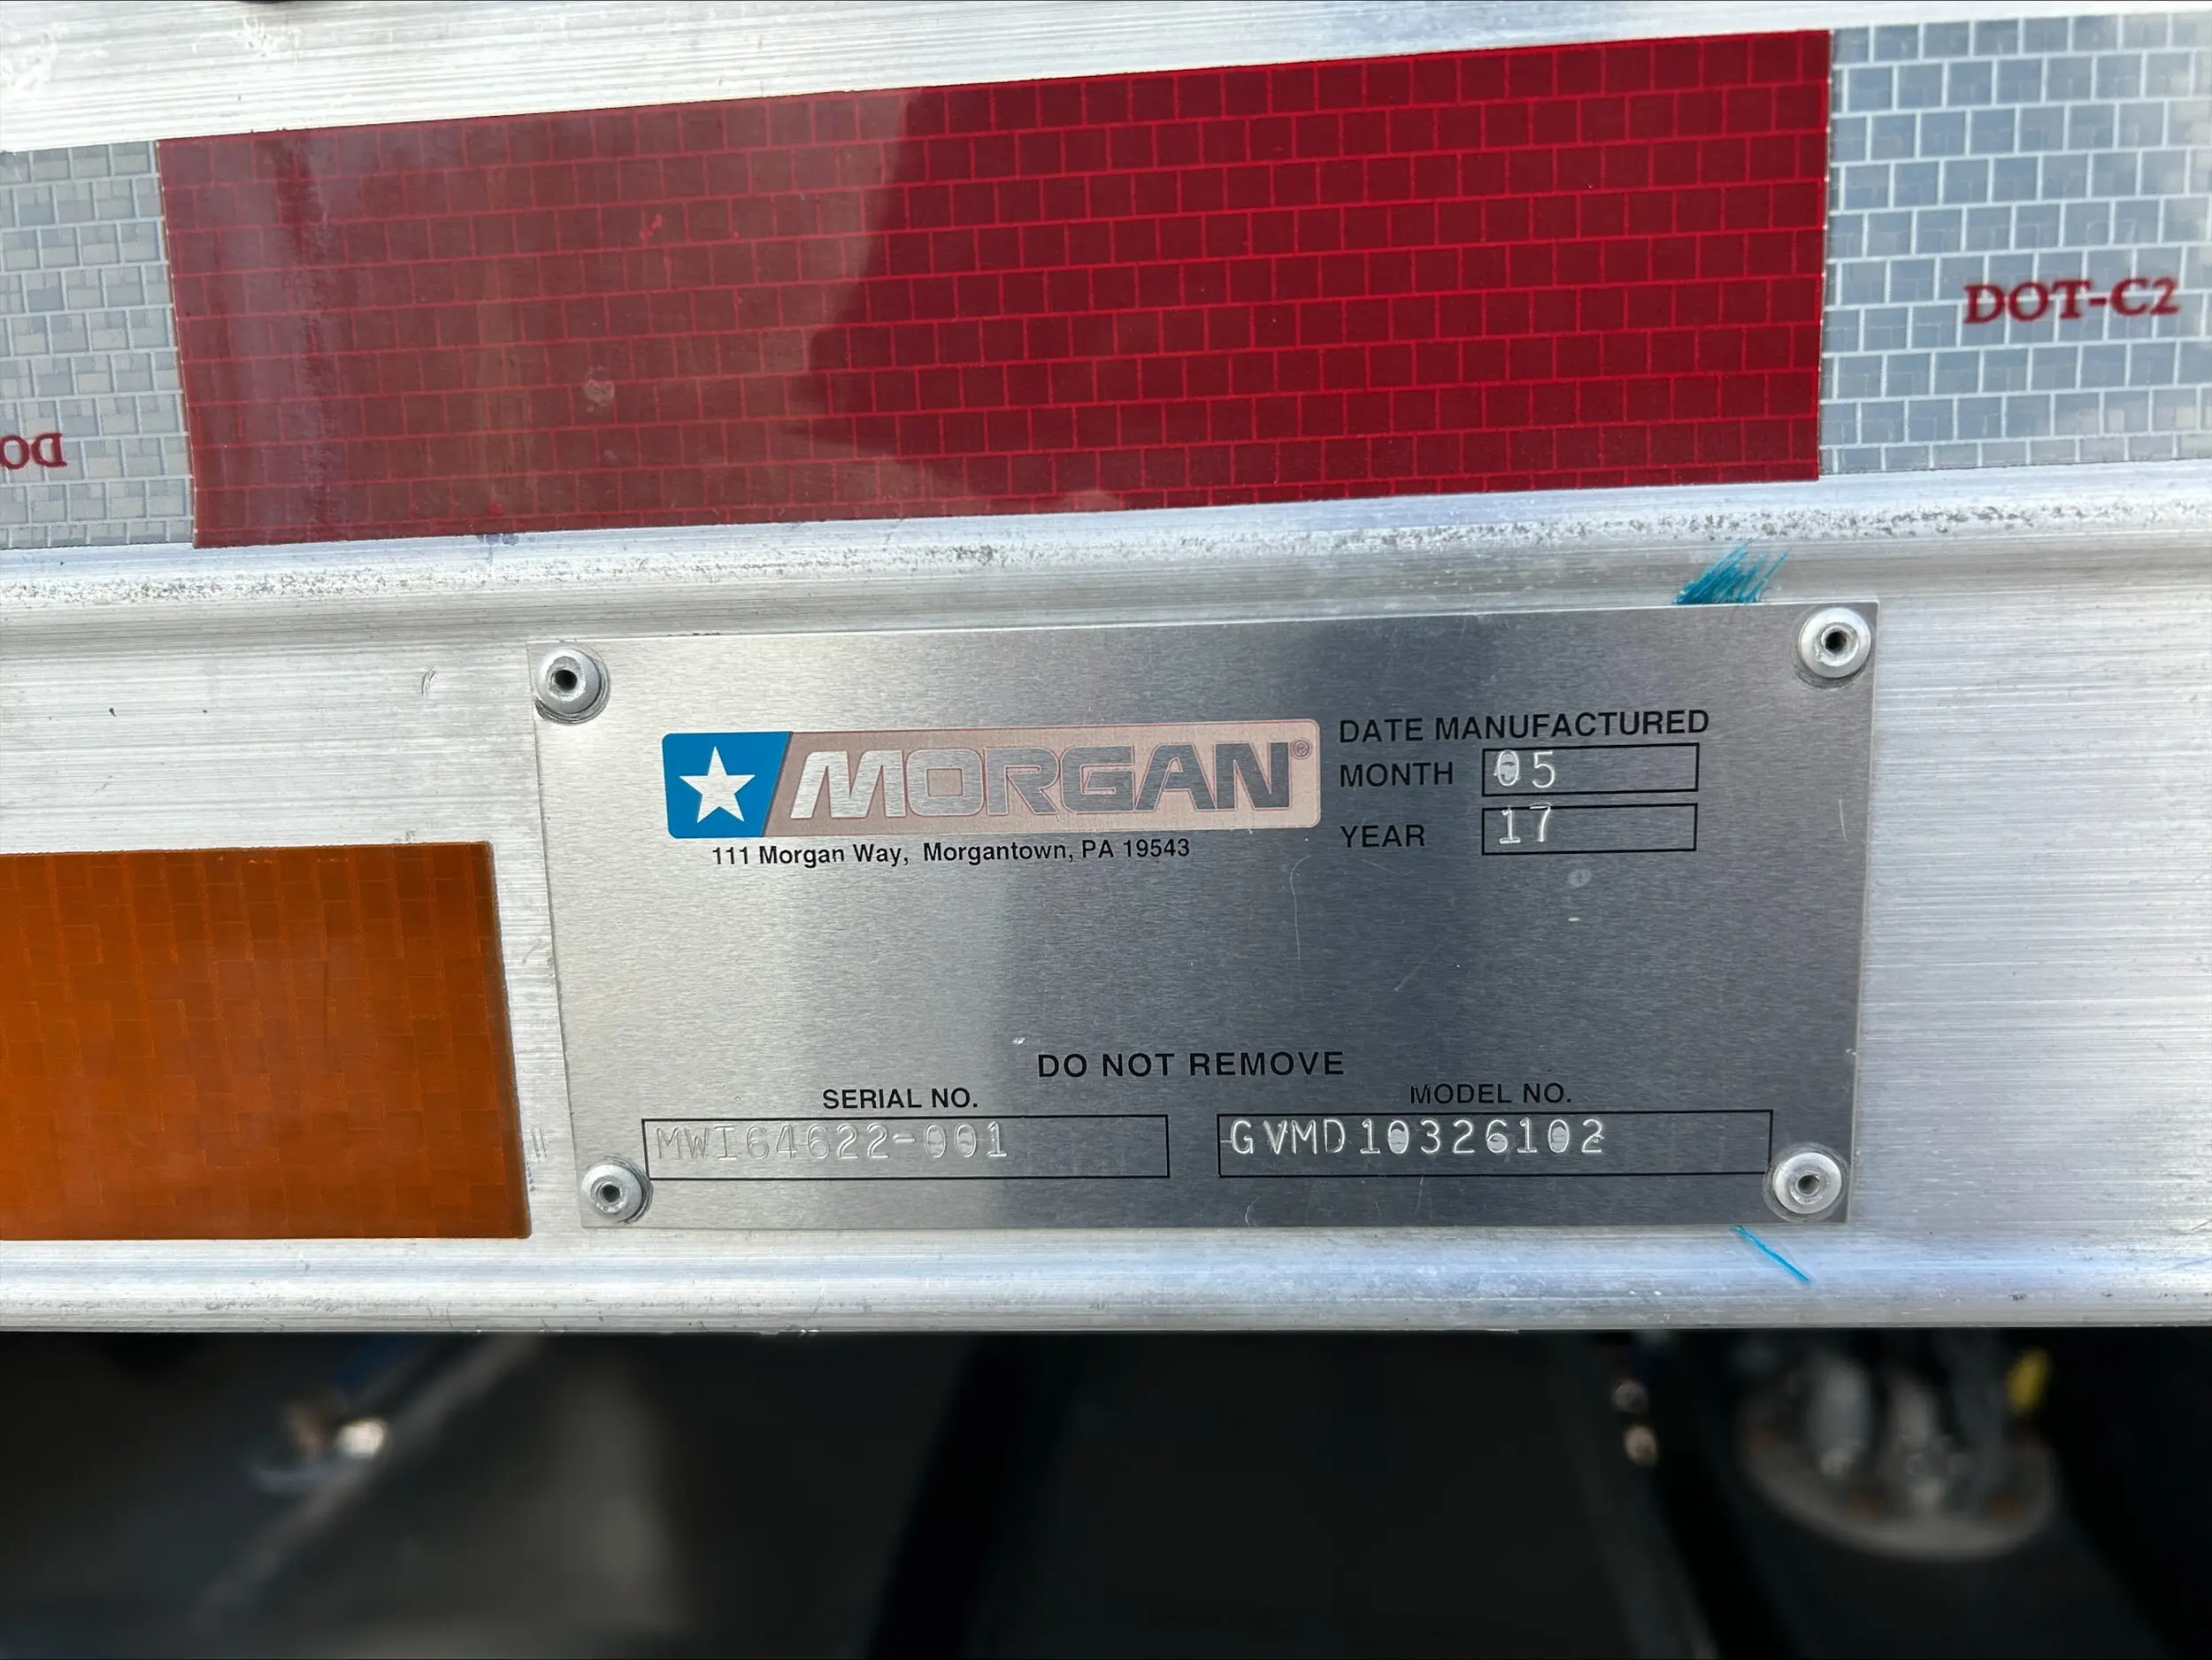 DOT-C2
DO
MORGAN®
111 Morgan Way, Morgantown, PA 19543
DATE MANUFACTURED
MONTH 05
YEAR 17
DO NOT REMOVE
SERIAL NO.
MWI64622-001
MODEL NO.
GVMD10326102